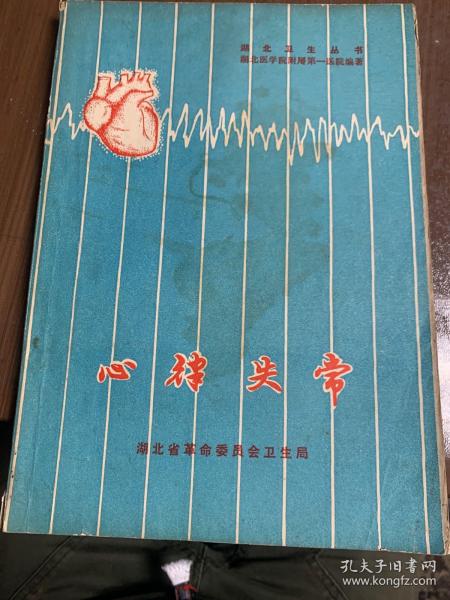 湖北卫生丛书
湖北医学院附属第一医院编著
心律失常
湖北省革命委员会卫生局
孔夫子旧书网
www.kongfz.com